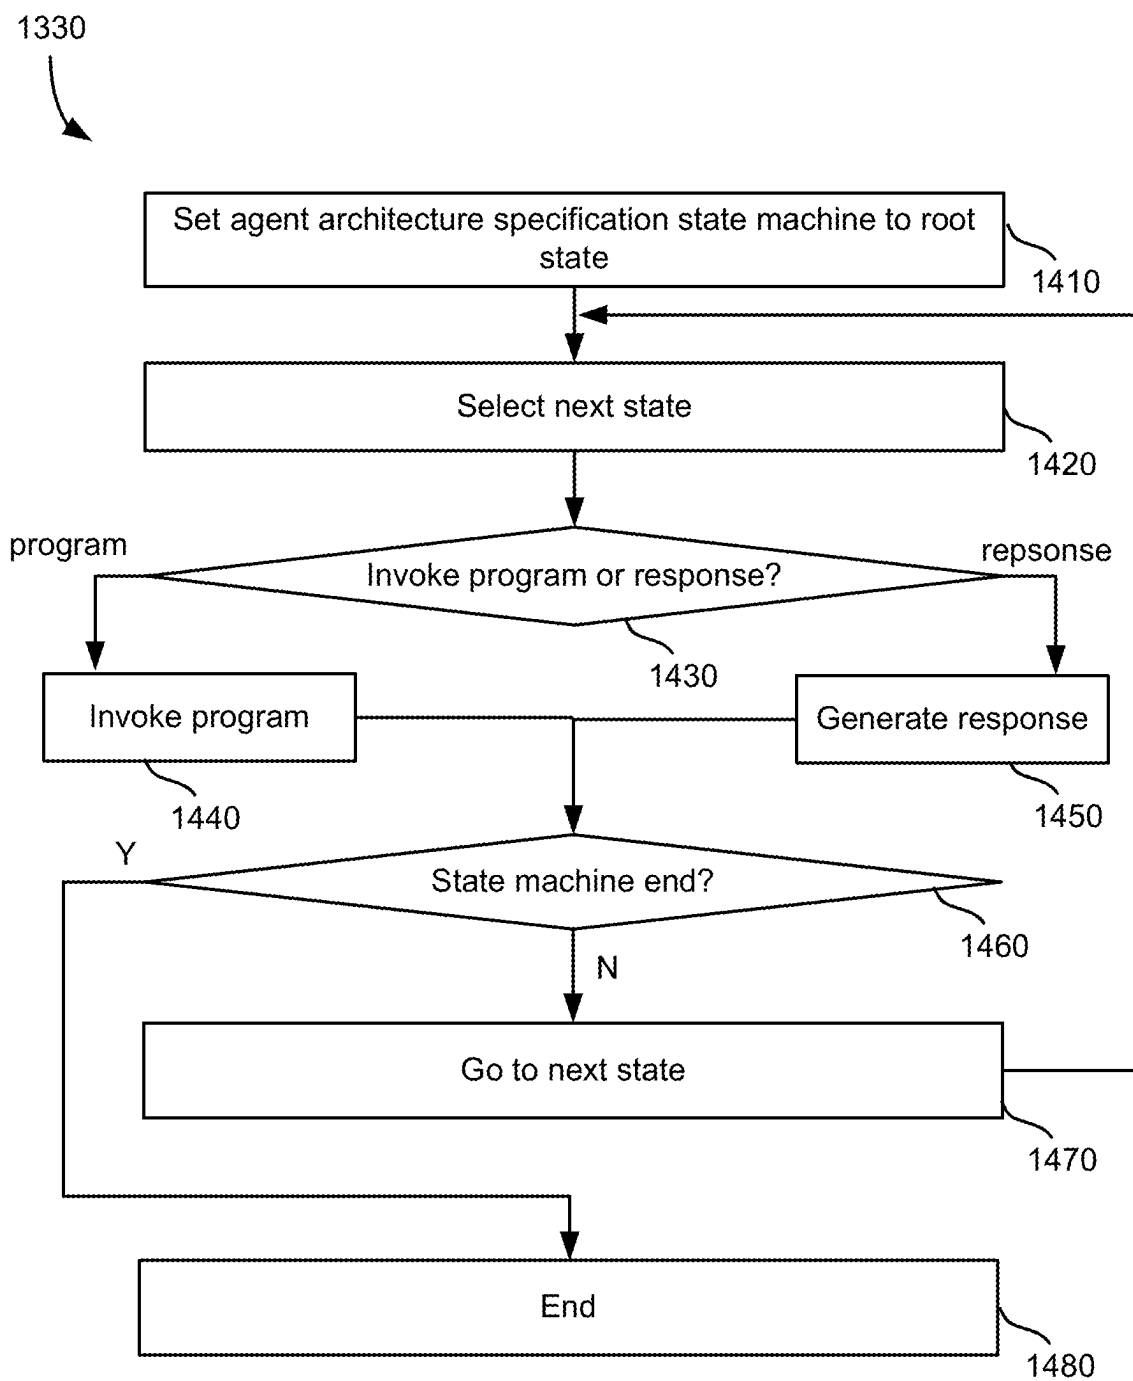 1330
Set agent architecture specification state machine to root
state
1410
Select next state
1420
program
Invoke program or response?
repsonse
1430
Invoke program
Generate response
1440
1450
Y
State machine end?
1460
N
Go to next state
1470
End
1480